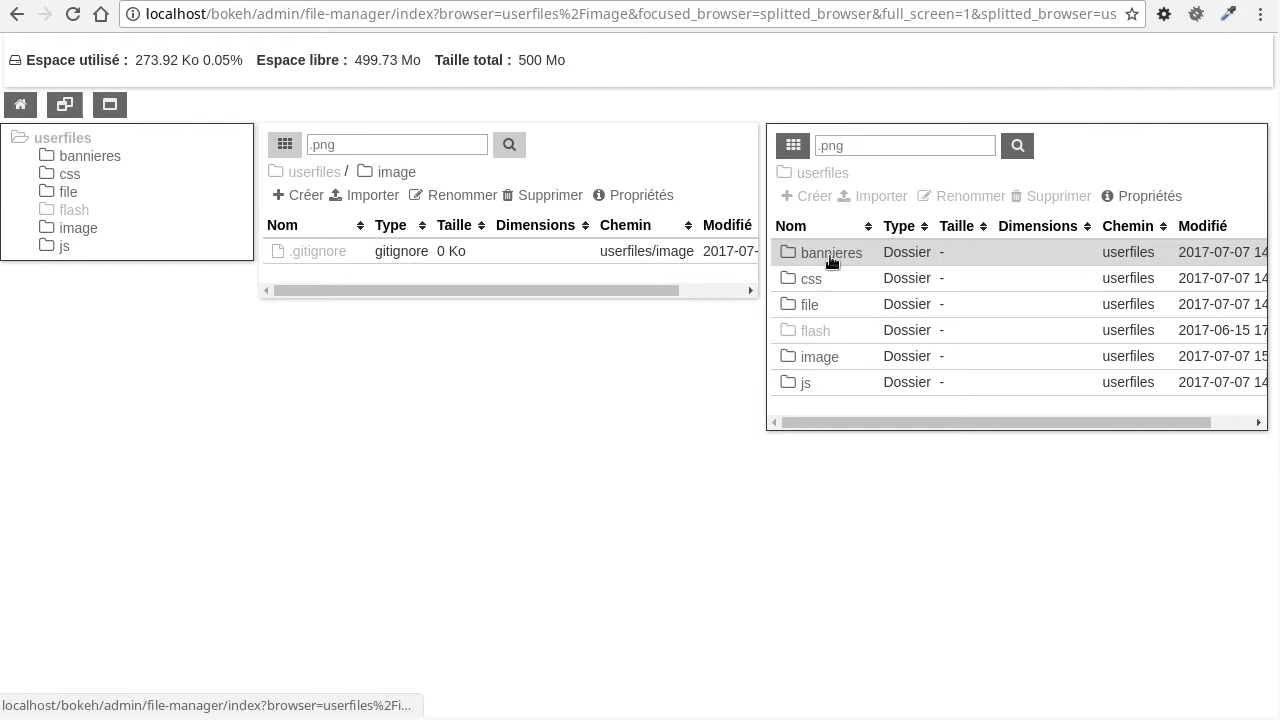 localhost/bokeh/admin/file-manager/index?browser=userfiles%2Fimage&focused_browser=splitted_browser&full_screen=1&splitted_browser=us
Espace utilisé : 273.92 Ko 0.05% Espace libre : 499.73 Mo Taille total : 500 Mo
userfiles
bannieres
css
file
flash
image
js
.png
userfiles / image
Créer Importer Renommer Supprimer Propriétés
Nom Type Taille Dimensions Chemin Modifié
.gitignore gitignore 0 Ko userfiles/image 2017-07-
.png
userfiles
Créer Importer Renommer Supprimer Propriétés
Nom Type Taille Dimensions Chemin Modifié
bannieres Dossier - userfiles 2017-07-07 14
css Dossier - userfiles 2017-07-07 14
file Dossier - userfiles 2017-07-07 14
flash Dossier - userfiles 2017-06-15 17
image Dossier - userfiles 2017-07-07 15
js Dossier - userfiles 2017-07-07 14
localhost/bokeh/admin/file-manager/index?browser=userfiles%2Fi...